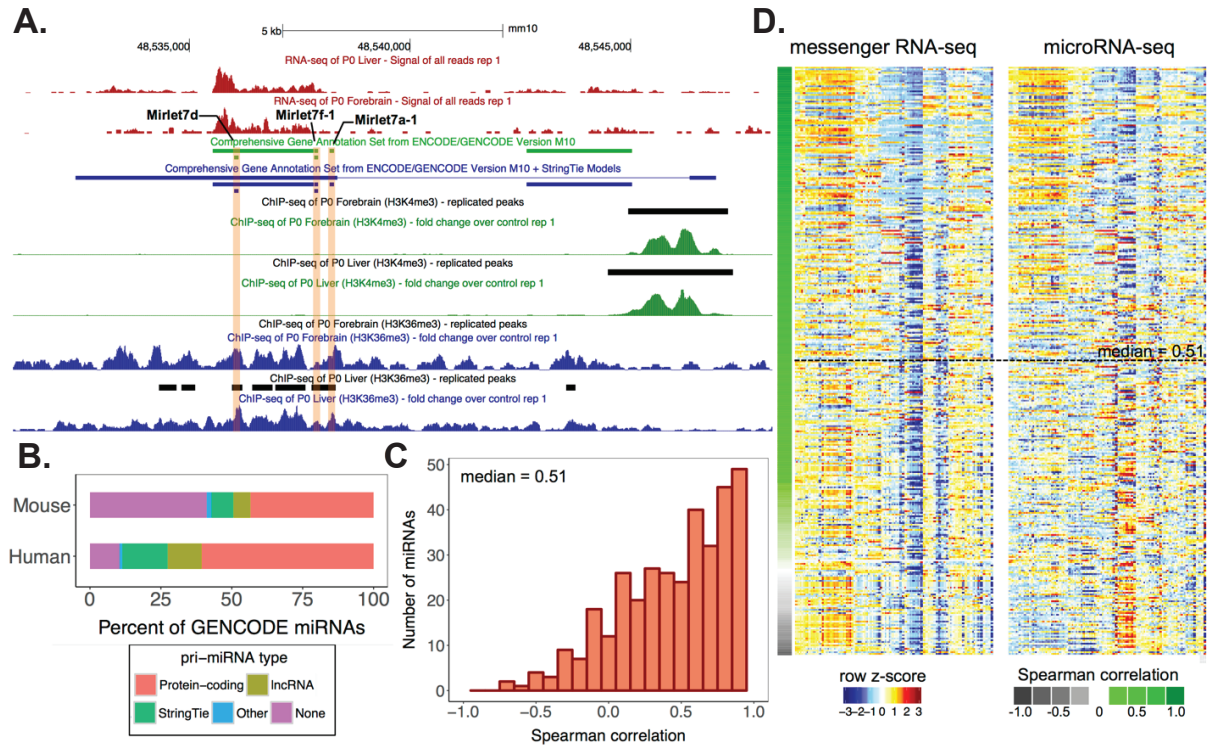 A.
5 kb
mm10
48,535,000
48,540,000
48,545,000
RNA-seq of P0 Liver - Signal of all reads rep 1
RNA-seq of P0 Forebrain - Signal of all reads rep 1
Mirlet7d
Mirlet7f-1
Mirlet7a-1
Comprehensive Gene Annotation Set from ENCODE/GENCODE Version M10
Comprehensive Gene Annotation Set from ENCODE/GENCODE Version M10 + StringTie Models
ChIP-seq of P0 Forebrain (H3K4me3) - replicated peaks
ChIP-seq of P0 Forebrain (H3K4me3) - fold change over control rep 1
ChIP-seq of P0 Liver (H3K4me3) - replicated peaks
ChIP-seq of P0 Liver (H3K4me3) - fold change over control rep 1
ChIP-seq of P0 Forebrain (H3K36me3) - replicated peaks
ChIP-seq of P0 Forebrain (H3K36me3) - fold change over control rep 1
ChIP-seq of P0 Liver (H3K36me3) - replicated peaks
ChIP-seq of P0 Liver (H3K36me3) - fold change over control rep 1
B.
Mouse
Human
0 25 50 75 100
Percent of GENCODE miRNAs
pri-miRNA type
Protein-coding lncRNA
StringTie Other None
C
median = 0.51
Number of miRNAs
50
40
30
20
10
0
-1.0 -0.5 0.0 0.5 1.0
Spearman correlation
D.
messenger RNA-seq
microRNA-seq
median = 0.51
row z-score
-3 -2 -1 0 1 2 3
Spearman correlation
-1.0 -0.5 0 0.5 1.0